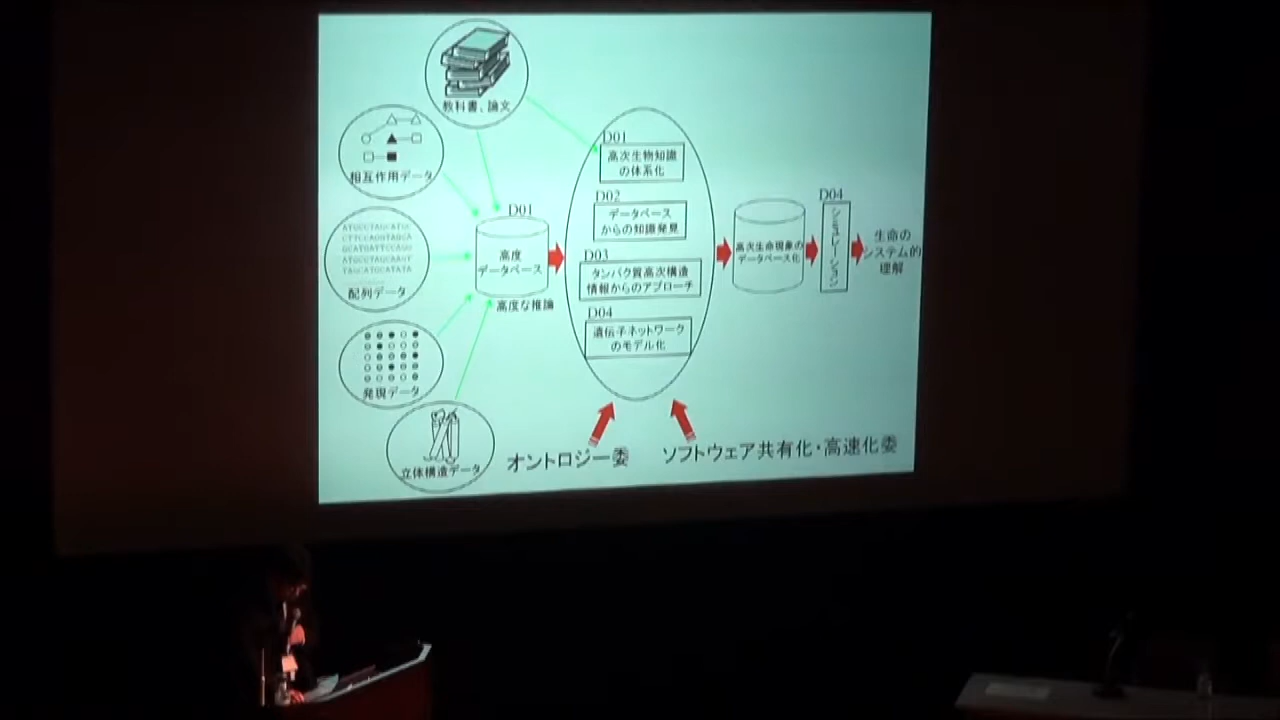 教科書、論文
相互作用データ
ATGCCTAGCATGC
CTTCCAGGTAGCA
GCATGATTCCAGG
ATGCCTAGCAAGT
TAGCATGCATATA
配列データ
発現データ
立体構造データ
D01
高度
データベース
高度な推論
D01
高次生物知識
の体系化
D02
データベース
からの知識発見
D03
タンパク質高次構造
情報からのアプローチ
D04
遺伝子ネットワーク
のモデル化
オントロジー委
ソフトウェア共有化・高速化委
高次生命現象の
データベース化
D04
シミュレーション
生命の
システム的
理解